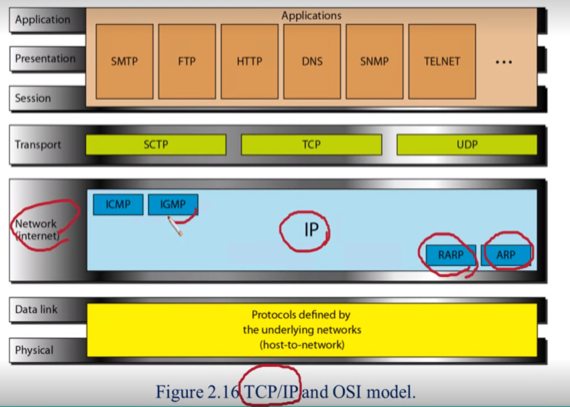 Applications
Application
Presentation
Session
SMTP FTP HTTP DNS SNMP TELNET ...
Transport
SCTP TCP UDP
Network
(internet)
ICMP IGMP
IP
RARP ARP
Data link
Physical
Protocols defined by
the underlying networks
(host-to-network)
Figure 2.16 TCP/IP and OSI model.